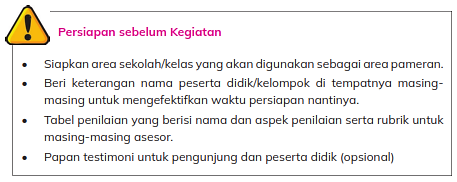 Persiapan sebelum Kegiatan
• Siapkan area sekolah/kelas yang akan digunakan sebagai area pameran.
• Beri keterangan nama peserta didik/kelompok di tempatnya masing-
masing untuk mengefektifkan waktu persiapan nantinya.
• Tabel penilaian yang berisi nama dan aspek penilaian serta rubrik untuk
masing-masing asesor.
• Papan testimoni untuk pengunjung dan peserta didik (opsional)